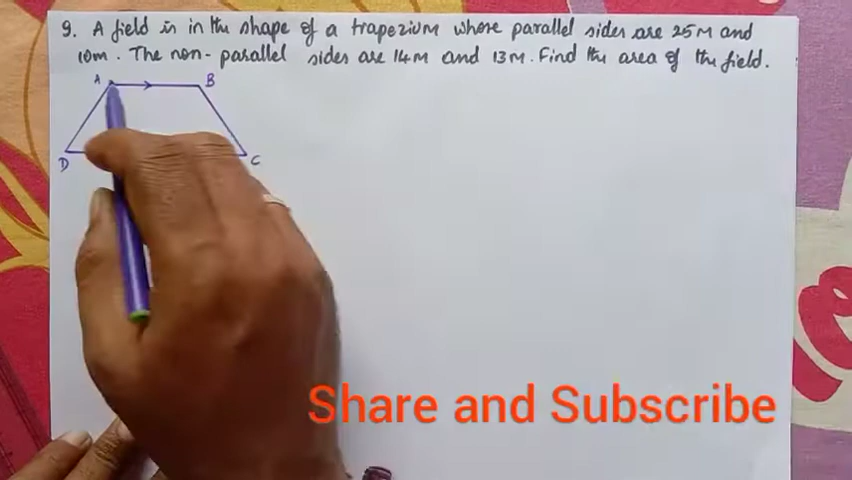 9. A field is in the shape of a trapezium whose parallel sides are 25M and
10m. The non-parallel sides are 14M and 13M. Find the area of the field.
A B
D C
Share and Subscribe